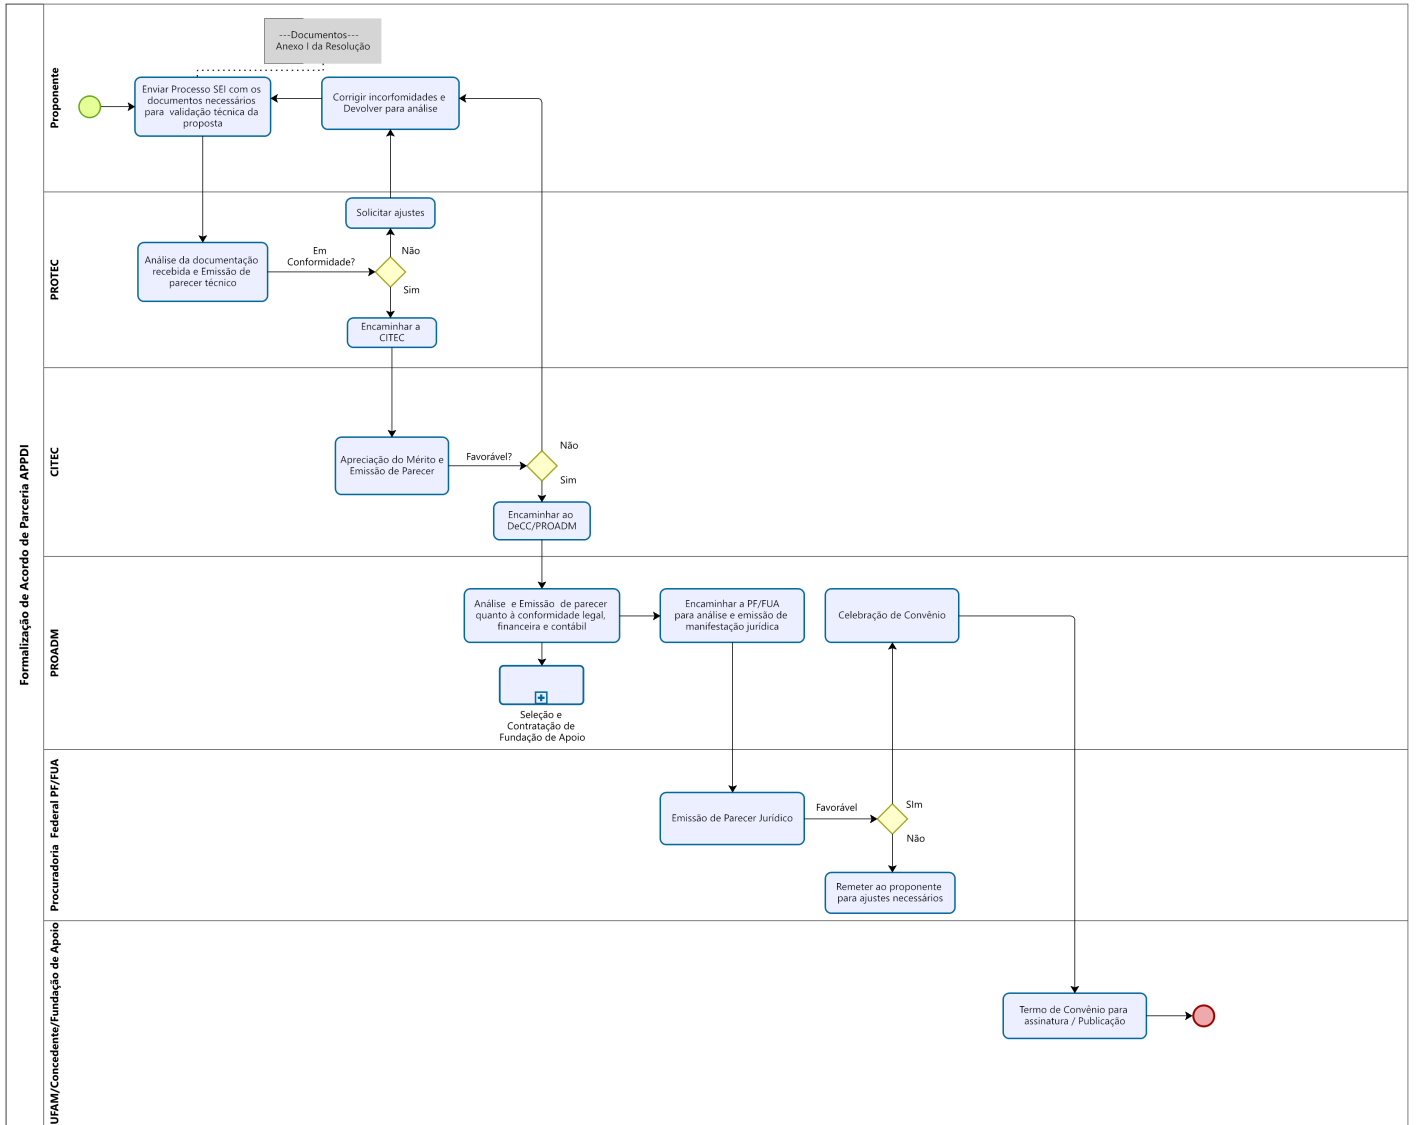 Formalização de Acordo de Parceria APPDI
Proponente
---Documentos---
Anexo I da Resolução
Enviar Processo SEI com os
documentos necessários
para validação técnica da
proposta
Corrigir incorfomidades e
Devolver para análise
PROTEC
Solicitar ajustes
Análise da documentação
recebida e Emissão de
parecer técnico
Em
Conformidade?
Não
Sim
Encaminhar a
CITEC
CITEC
Apreciação do Mérito e
Emissão de Parecer
Favorável?
Não
Sim
Encaminhar ao
DeCC/PROADM
PROADM
Análise e Emissão de parecer
quanto à conformidade legal,
financeira e contábil
Encaminhar a PF/FUA
para análise e emissão de
manifestação jurídica
Celebração de Convênio
Seleção e
Contratação de
Fundação de Apoio
Procuradoria Federal PF/FUA
Emissão de Parecer Jurídico
Favorável
SIm
Não
Remeter ao proponente
para ajustes necessários
UFAM/Concedente/Fundação de Apoio
Termo de Convênio para
assinatura / Publicação